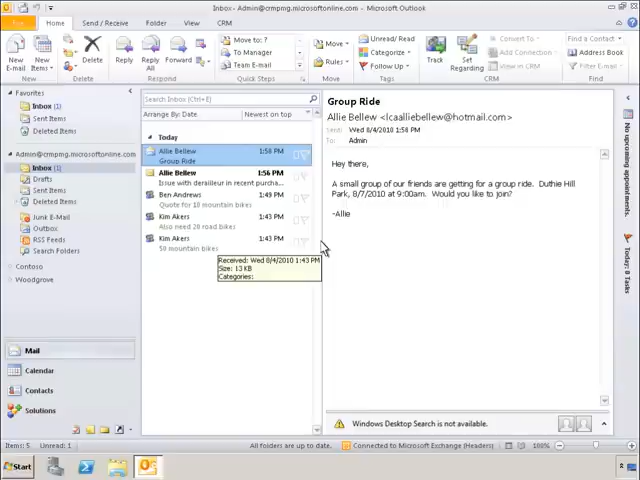 Inbox - Admin@crmpmg.microsoftonline.com - Microsoft Outlook
File Home Send / Receive Folder View CRM
New E-mail
New Items
Delete
Reply
Reply All
Forward
Move to: ?
To Manager
Team E-mail
Move
Rules
Unread/ Read
Categorize
Follow Up
Track
Set Regarding
Convert To
Add Connection
View in CRM
Find a Contact
Address Book
Filter E-mail
New Delete Respond Quick Steps Move Tags CRM Find
Favorites
Inbox (1)
Sent Items
Deleted Items
Admin@crmpmg.microsoftonline.com
Inbox (1)
Drafts
Sent Items
Deleted Items
Junk E-Mail
Outbox
RSS Feeds
Search Folders
Contoso
Woodgrove
Mail
Calendar
Contacts
Solutions
Search Inbox (Ctrl+E)
Arrange By: Date Newest on top
Today
Allie Bellew 1:58 PM
Group Ride
Allie Bellew 1:56 PM
Issue with derailleur in recent purcha...
Ben Andrews 1:49 PM
Quote for 10 mountain bikes
Kim Akers 1:43 PM
Also need 20 road bikes
Kim Akers 1:43 PM
50 mountain bikes
Received: Wed 8/4/2010 1:43 PM
Size: 13 KB
Categories:
Group Ride
Allie Bellew <lcaalliebellew@hotmail.com>
Sent: Wed 8/4/2010 1:58 PM
To: Admin
Hey there,
A small group of our friends are getting for a group ride. Duthie Hill
Park, 8/7/2010 at 9:00am. Would you like to join?
-Allie
Windows Desktop Search is not available.
No upcoming appointments.
Today: 0 Tasks
Items: 5 Unread: 1 All folders are up to date. Connected to Microsoft Exchange (Headers) 100%
Start